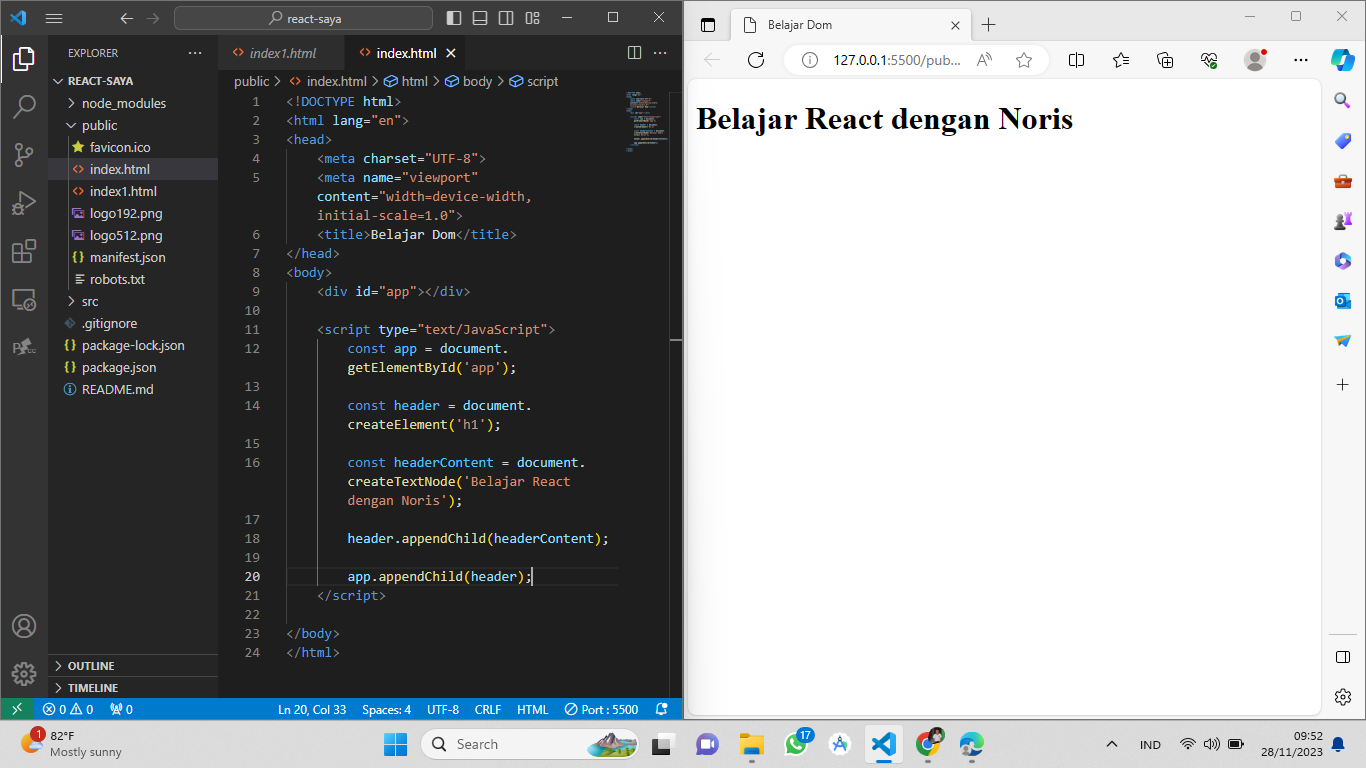 react-saya
EXPLORER
REACT-SAYA
node_modules
public
favicon.ico
index.html
index1.html
logo192.png
logo512.png
manifest.json
robots.txt
src
.gitignore
package-lock.json
package.json
README.md
OUTLINE
TIMELINE
index1.html
index.html
public > index.html > html > body > script
1 <!DOCTYPE html>
2 <html lang="en">
3 <head>
4 <meta charset="UTF-8">
5 <meta name="viewport"
content="width=device-width,
initial-scale=1.0">
6 <title>Belajar Dom</title>
7 </head>
8 <body>
9 <div id="app"></div>
10
11 <script type="text/JavaScript">
12 const app = document.
getElementById('app');
13
14 const header = document.
createElement('h1');
15
16 const headerContent = document.
createTextNode('Belajar React
dengan Noris');
17
18 header.appendChild(headerContent);
19
20 app.appendChild(header);
21 </script>
22
23 </body>
24 </html>
0 0 0 Ln 20, Col 33 Spaces: 4 UTF-8 CRLF HTML Port : 5500
Belajar Dom
127.0.0.1:5500/pub...
Belajar React dengan Noris
1
82°F
Mostly sunny
Search
17
IND
09:52
28/11/2023